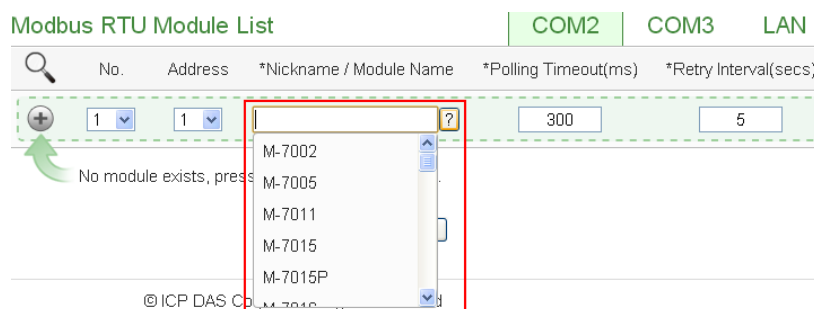 Modbus RTU Module List COM2 COM3 LAN
No. Address *Nickname / Module Name *Polling Timeout(ms) *Retry Interval(secs)
1 1 ? 300 5
M-7002
No module exists, press
M-7005
M-7011
M-7015
M-7015P
© ICP DAS